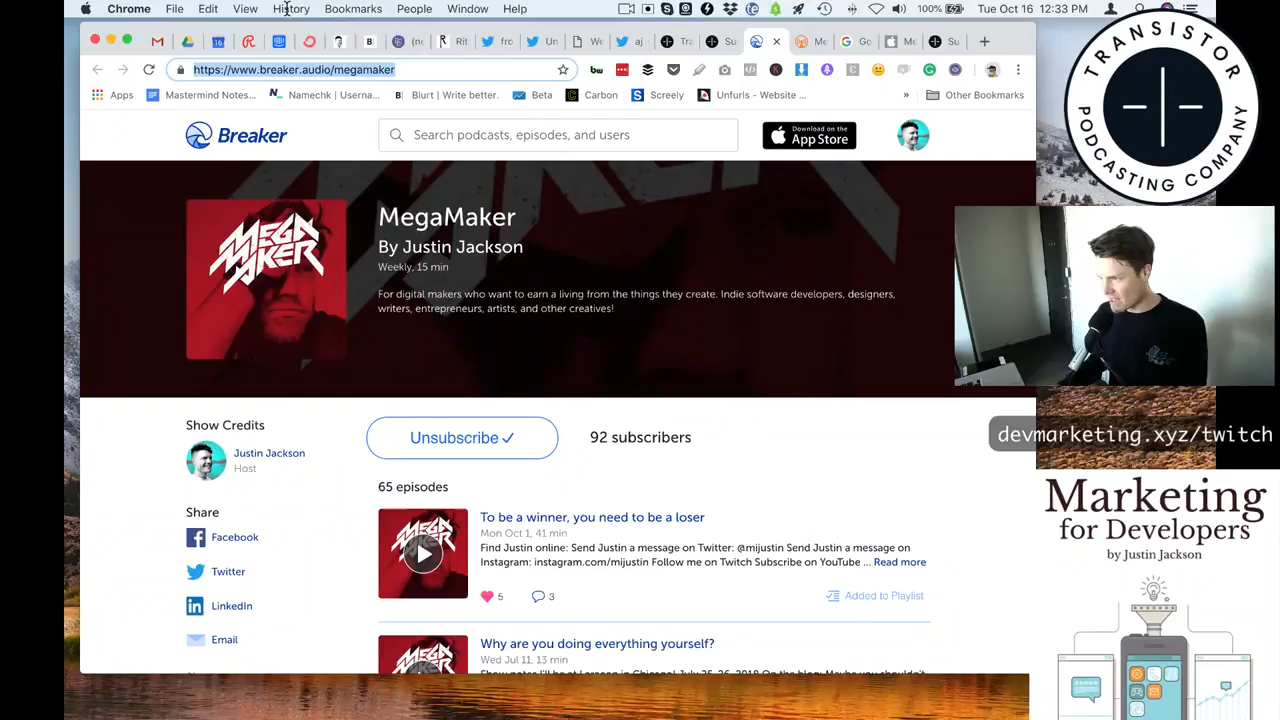 Chrome File Edit View History Bookmarks People Window Help 100% Tue Oct 16 12:33 PM
https://www.breaker.audio/megamaker
Apps Mastermind Notes... Namechk | Userna... Blurt | Write better. Beta Carbon Screely Unfurls - Website ... » Other Bookmarks
Breaker
Search podcasts, episodes, and users
Download on the
App Store
MEGA
MAKER
MegaMaker
By Justin Jackson
Weekly, 15 min
For digital makers who want to earn a living from the things they create. Indie software developers, designers,
writers, entrepreneurs, artists, and other creatives!
Show Credits
Justin Jackson
Host
Share
Facebook
Twitter
LinkedIn
Email
Unsubscribe ✓
92 subscribers
65 episodes
To be a winner, you need to be a loser
Mon Oct 1, 41 min
Find Justin online: Send Justin a message on Twitter: @mijustin Send Justin a message on
Instagram: instagram.com/mijustin Follow me on Twitch Subscribe on YouTube ... Read more
5 3 Added to Playlist
Why are you doing everything yourself?
Wed Jul 11, 13 min
TRANSISTOR
PODCASTING COMPANY
devmarketing.xyz/twitch
Marketing
for Developers
by Justin Jackson